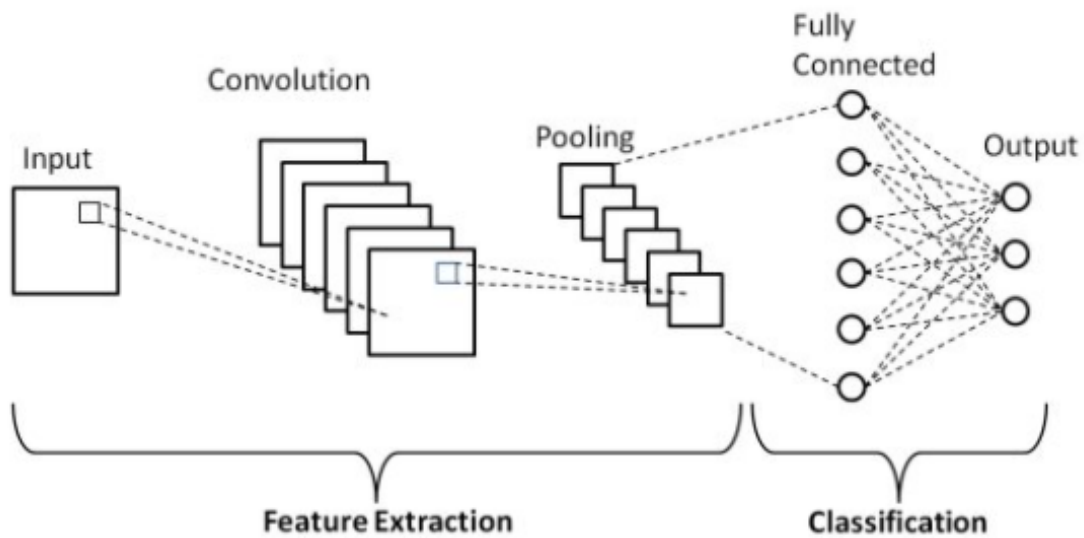 Fully
Connected
Convolution
Pooling
Output
Input
Feature Extraction
Classification